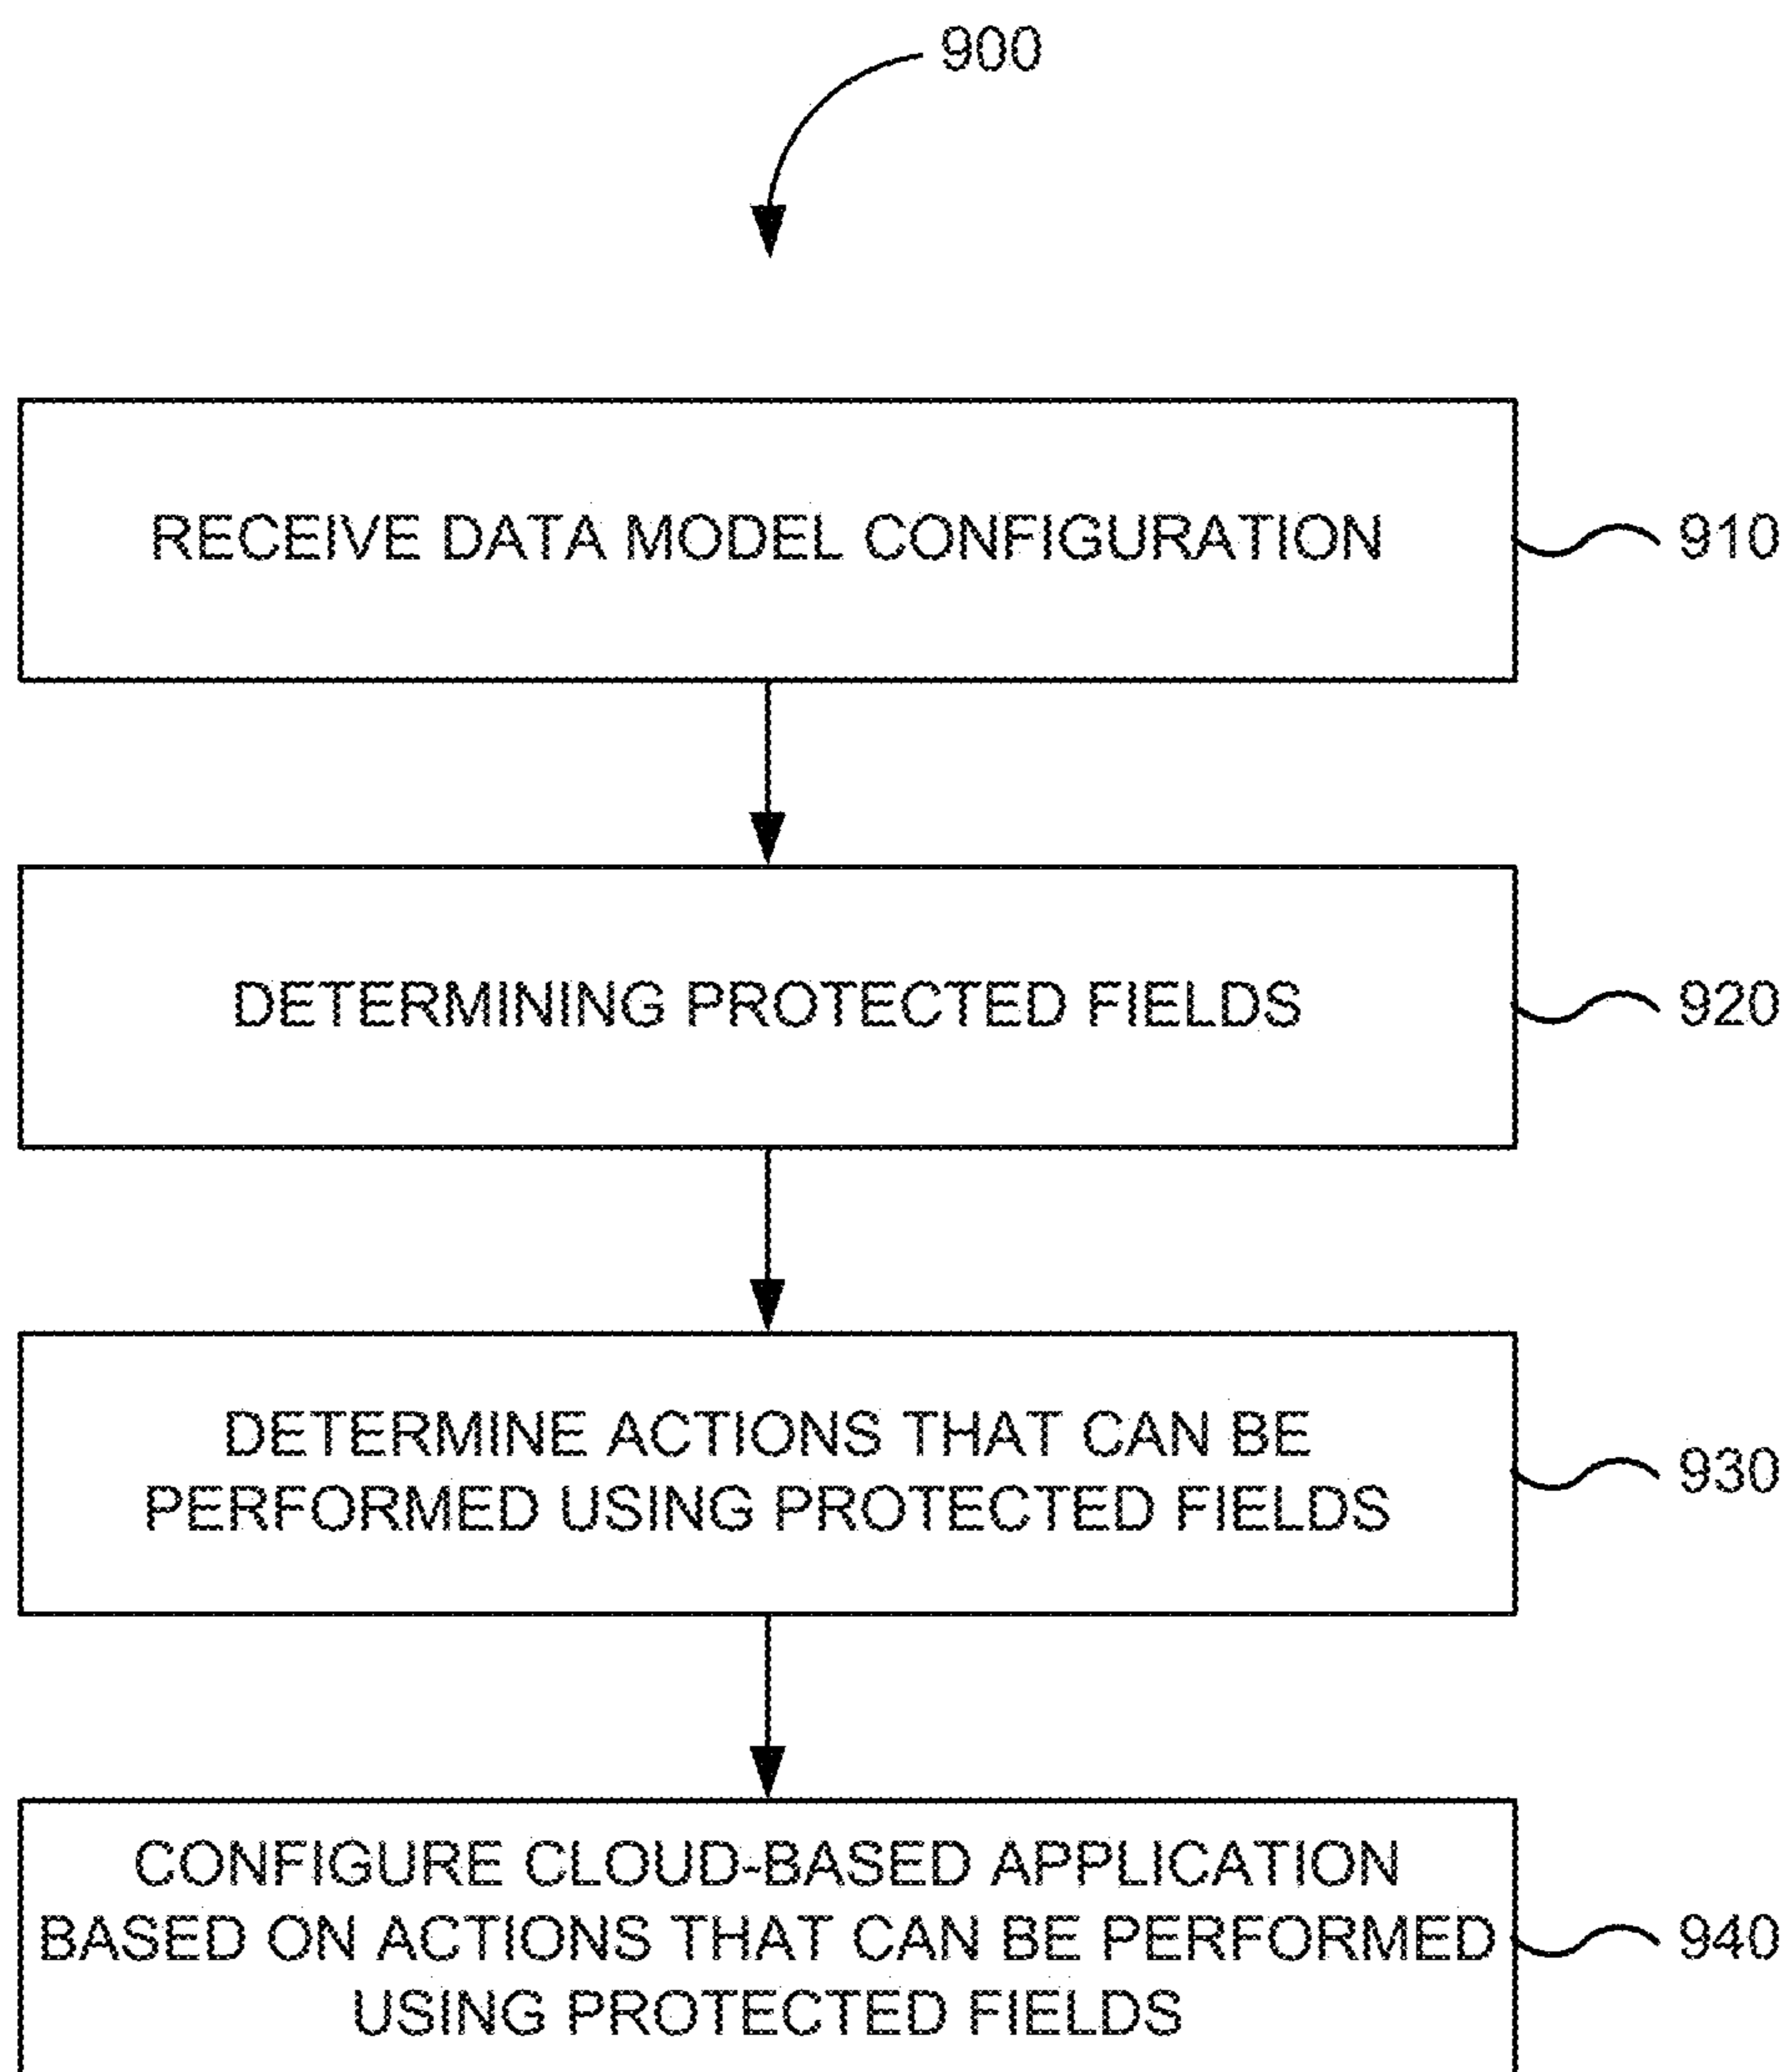 900
RECEIVE DATA MODEL CONFIGURATION
910
DETERMINING PROTECTED FIELDS
920
DETERMINE ACTIONS THAT CAN BE
PERFORMED USING PROTECTED FIELDS
930
CONFIGURE CLOUD-BASED APPLICATION
BASED ON ACTIONS THAT CAN BE PERFORMED
USING PROTECTED FIELDS
940